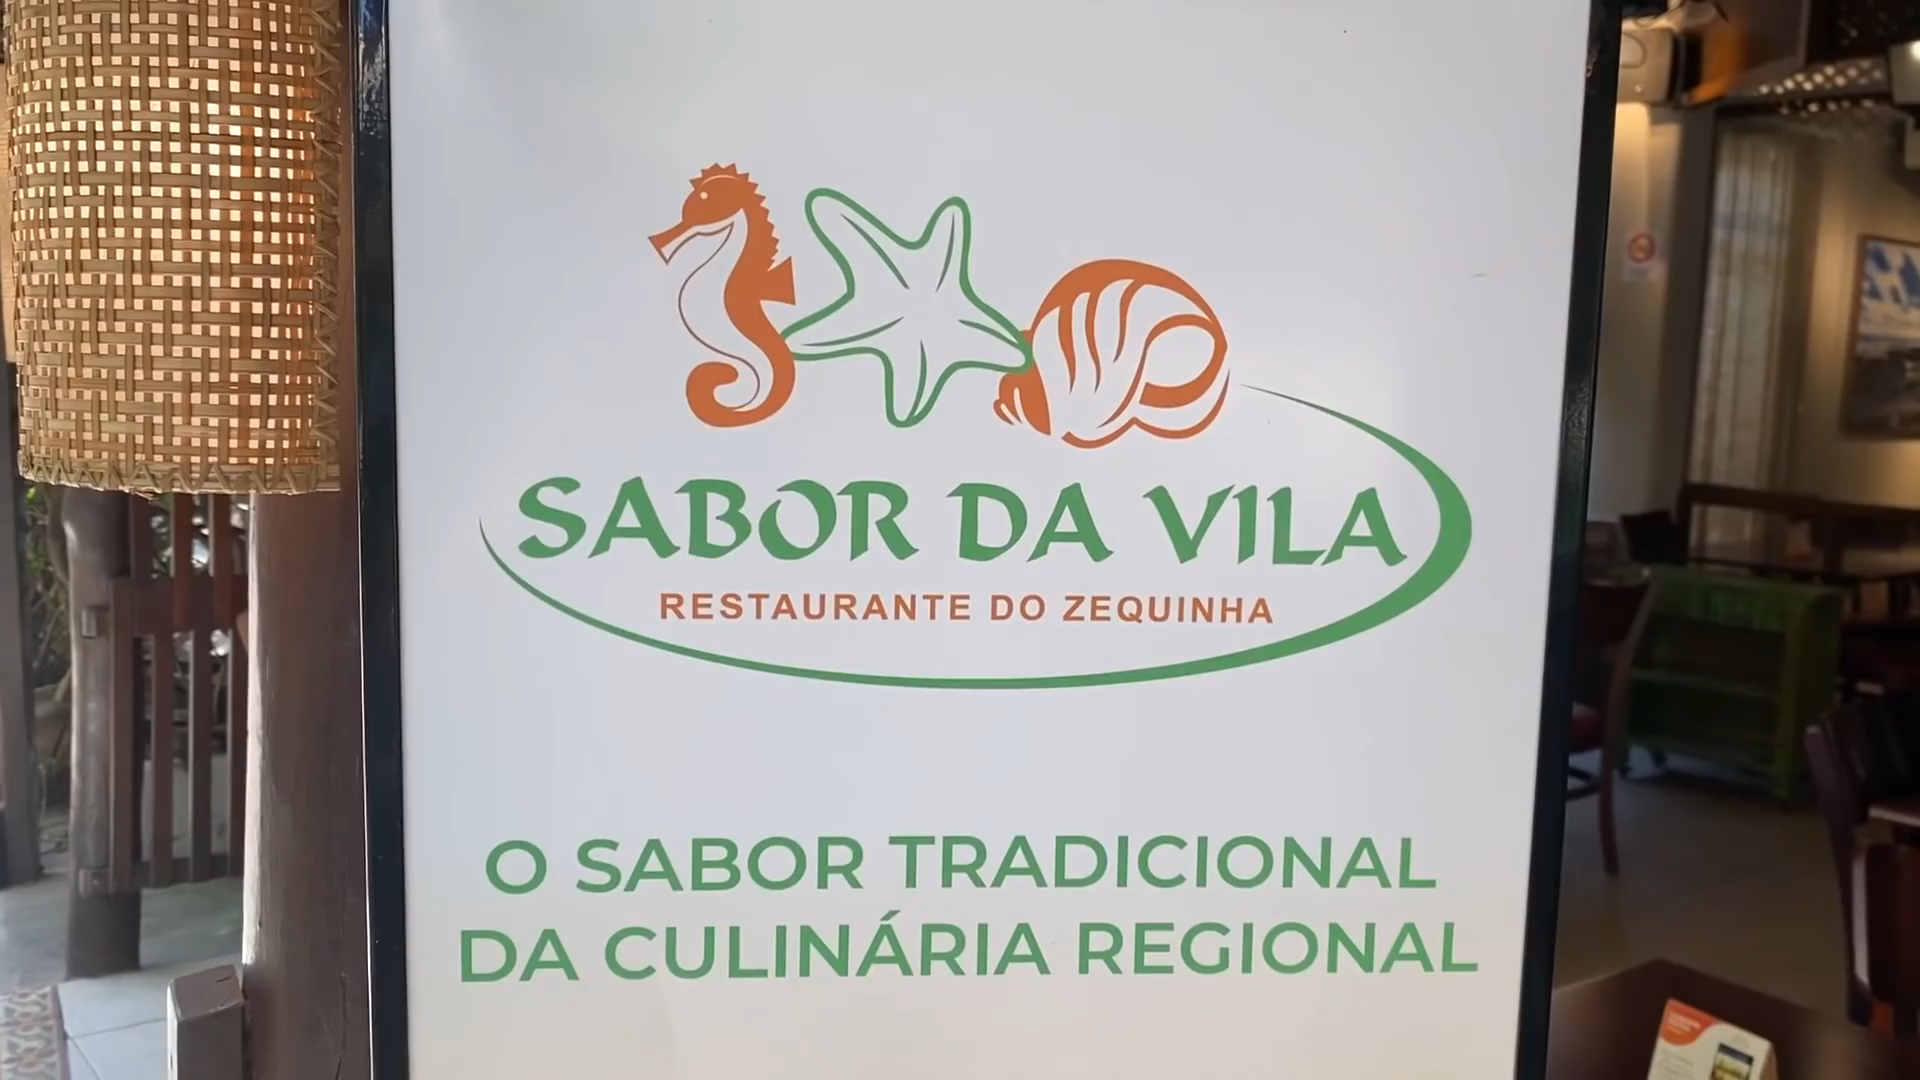 SABOR DA VILA
RESTAURANTE DO ZEQUINHA
O SABOR TRADICIONAL
DA CULINÁRIA REGIONAL